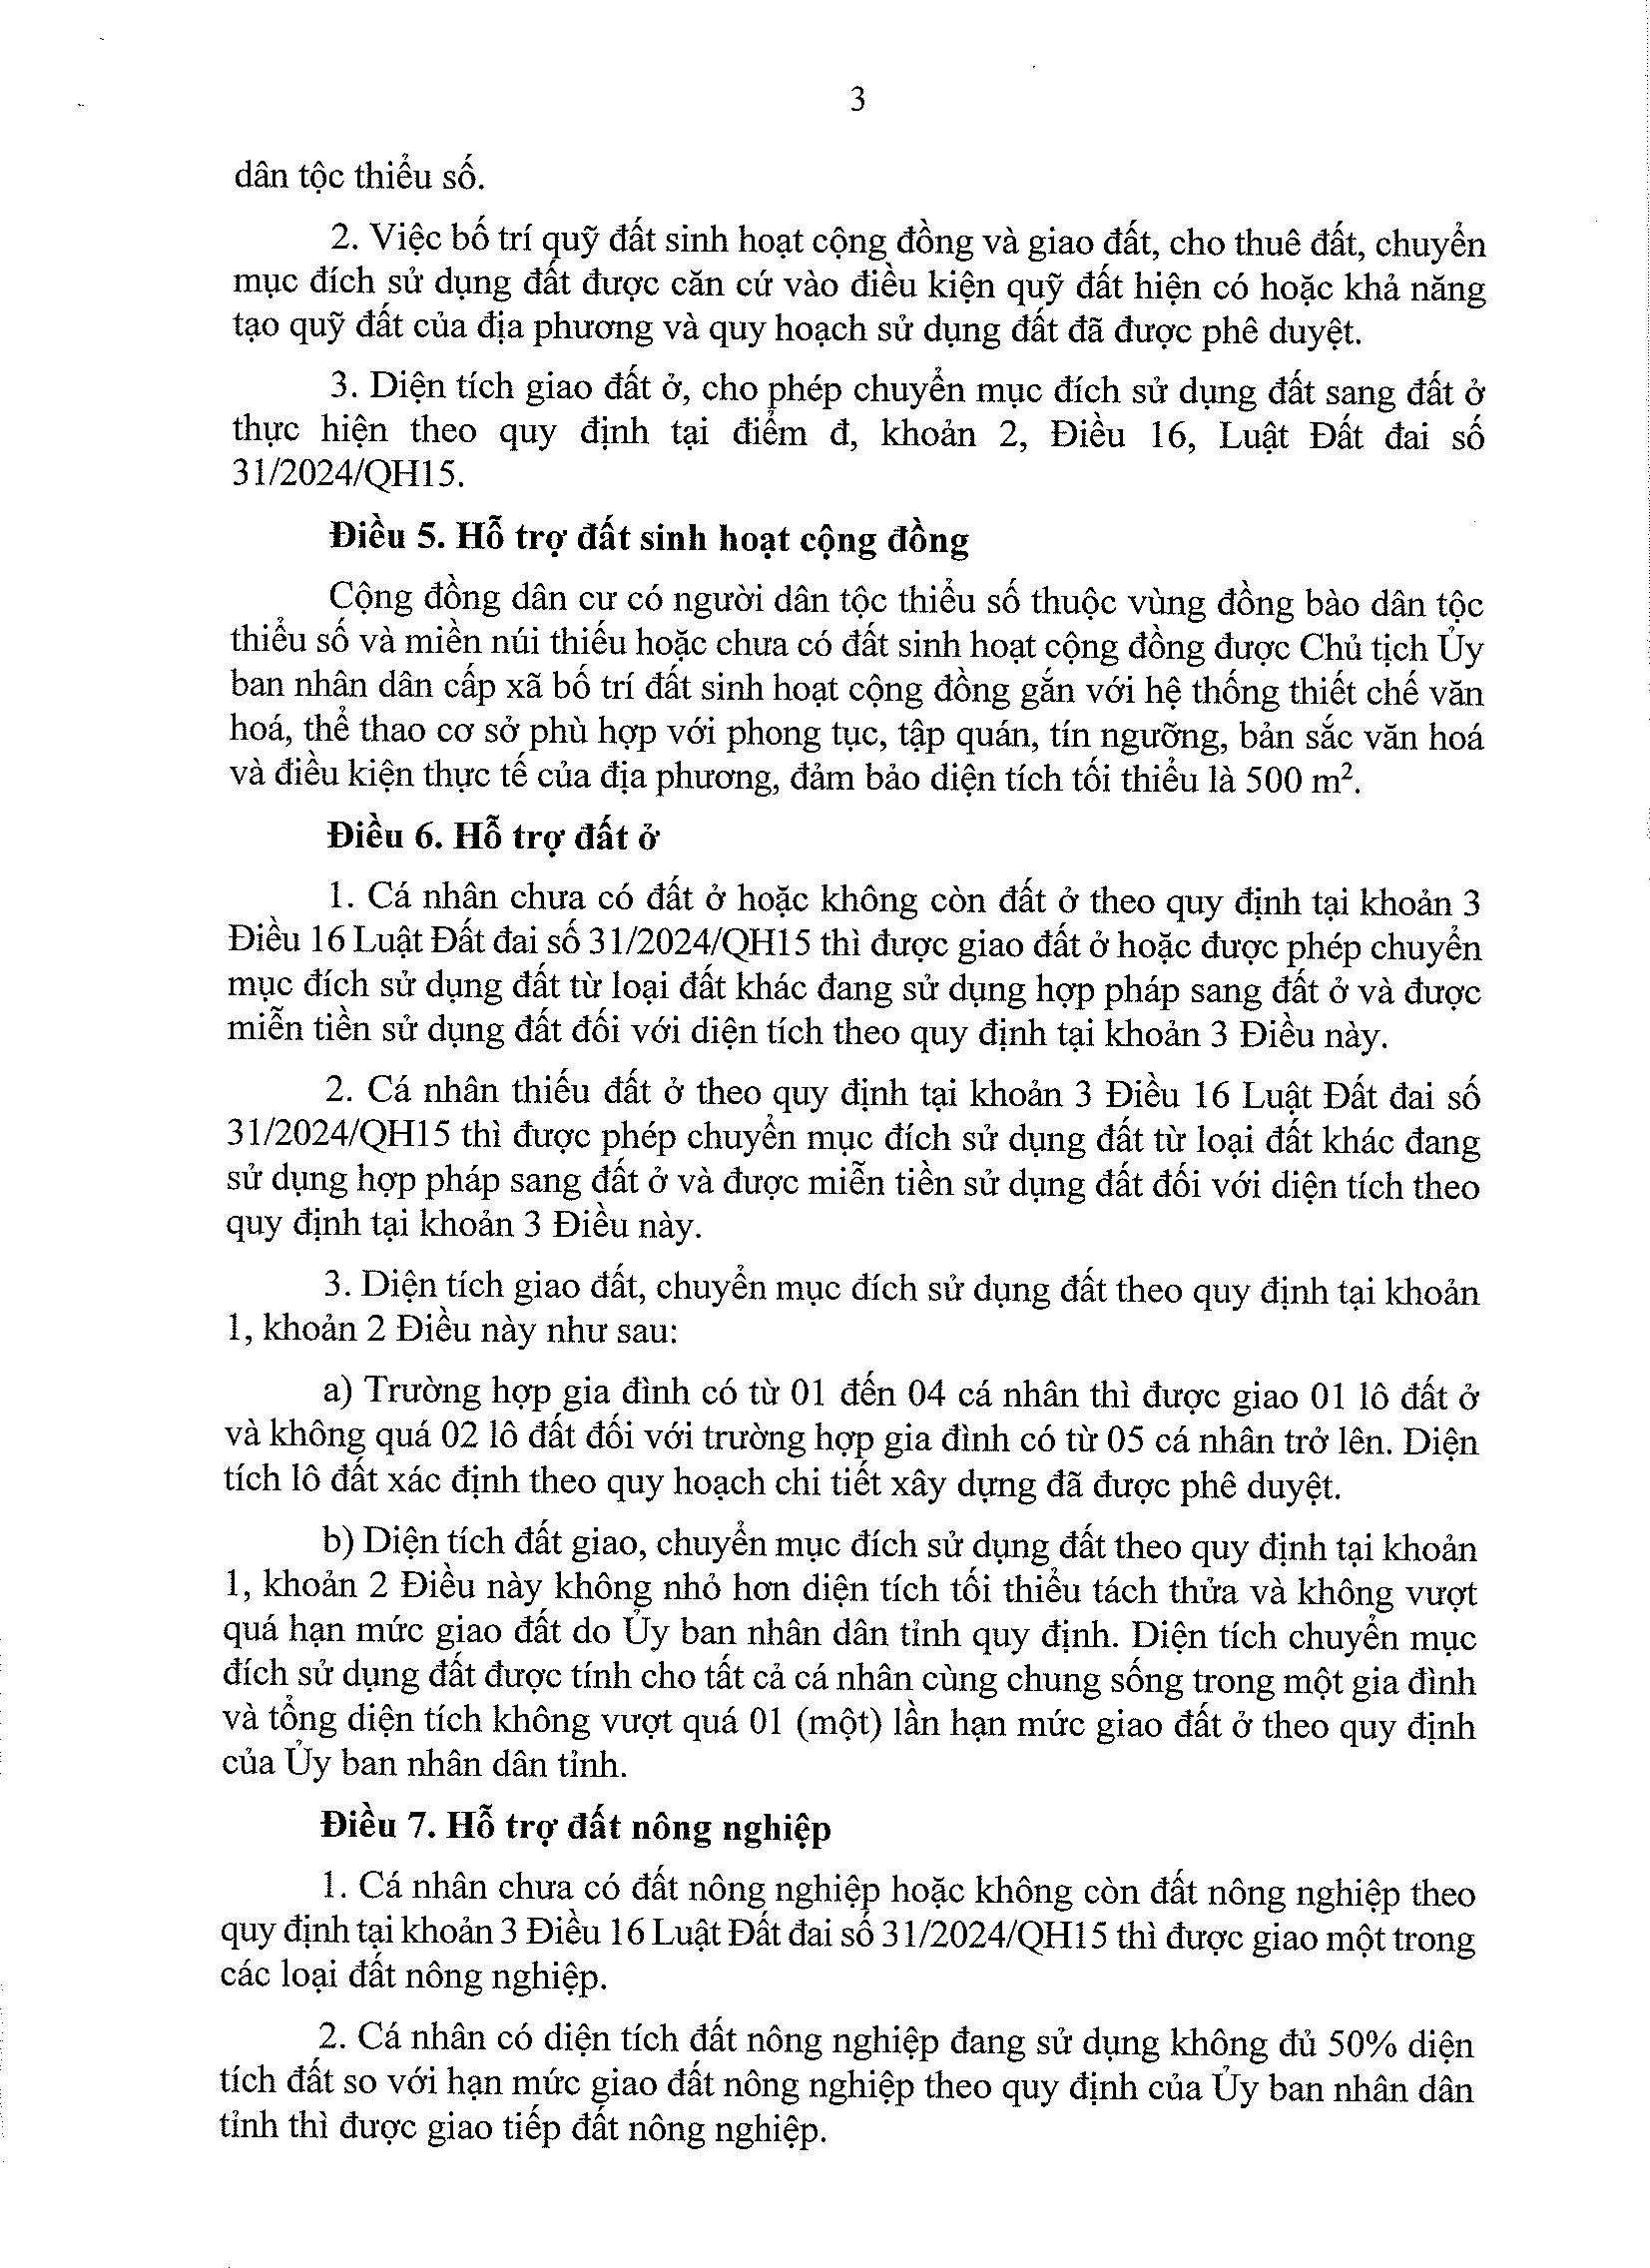 3
dân tộc thiểu số.
2. Việc bố trí quỹ đất sinh hoạt cộng đồng và giao đất, cho thuê đất, chuyển
mục đích sử dụng đất được căn cứ vào điều kiện quỹ đất hiện có hoặc khả năng
tạo quỹ đất của địa phương và quy hoạch sử dụng đất đã được phê duyệt.
3. Diện tích giao đất ở, cho phép chuyển mục đích sử dụng đất sang đất ở
thực hiện theo quy định tại điểm đ, khoản 2, Điều 16, Luật Đất đai số
31/2024/QH15.
Điều 5. Hỗ trợ đất sinh hoạt cộng đồng
Cộng đồng dân cư có người dân tộc thiểu số thuộc vùng đồng bào dân tộc
thiểu số và miền núi thiếu hoặc chưa có đất sinh hoạt cộng đồng được Chủ tịch Ủy
ban nhân dân cấp xã bố trí đất sinh hoạt cộng đồng gắn với hệ thống thiết chế văn
hoá, thể thao cơ sở phù hợp với phong tục, tập quán, tín ngưỡng, bản sắc văn hoá
và điều kiện thực tế của địa phương, đảm bảo diện tích tối thiểu là 500 m².
Điều 6. Hỗ trợ đất ở
1. Cá nhân chưa có đất ở hoặc không còn đất ở theo quy định tại khoản 3
Điều 16 Luật Đất đai số 31/2024/QH15 thì được giao đất ở hoặc được phép chuyển
mục đích sử dụng đất từ loại đất khác đang sử dụng hợp pháp sang đất ở và được
miễn tiền sử dụng đất đối với diện tích theo quy định tại khoản 3 Điều này.
2. Cá nhân thiếu đất ở theo quy định tại khoản 3 Điều 16 Luật Đất đai số
31/2024/QH15 thì được phép chuyển mục đích sử dụng đất từ loại đất khác đang
sử dụng hợp pháp sang đất ở và được miễn tiền sử dụng đất đối với diện tích theo
quy định tại khoản 3 Điều này.
3. Diện tích giao đất, chuyển mục đích sử dụng đất theo quy định tại khoản
1, khoản 2 Điều này như sau:
a) Trường hợp gia đình có từ 01 đến 04 cá nhân thì được giao 01 lô đất ở
và không quá 02 lô đất đối với trường hợp gia đình có từ 05 cá nhân trở lên. Diện
tích lô đất xác định theo quy hoạch chi tiết xây dựng đã được phê duyệt.
b) Diện tích đất giao, chuyển mục đích sử dụng đất theo quy định tại khoản
1, khoản 2 Điều này không nhỏ hơn diện tích tối thiểu tách thửa và không vượt
quá hạn mức giao đất do Ủy ban nhân dân tỉnh quy định. Diện tích chuyển mục
đích sử dụng đất được tính cho tất cả cá nhân cùng chung sống trong một gia đình
và tổng diện tích không vượt quá 01 (một) lần hạn mức giao đất ở theo quy định
của Ủy ban nhân dân tỉnh.
Điều 7. Hỗ trợ đất nông nghiệp
1. Cá nhân chưa có đất nông nghiệp hoặc không còn đất nông nghiệp theo
quy định tại khoản 3 Điều 16 Luật Đất đai số 31/2024/QH15 thì được giao một trong
các loại đất nông nghiệp.
2. Cá nhân có diện tích đất nông nghiệp đang sử dụng không đủ 50% diện
tích đất so với hạn mức giao đất nông nghiệp theo quy định của Ủy ban nhân dân
tỉnh thì được giao tiếp đất nông nghiệp.